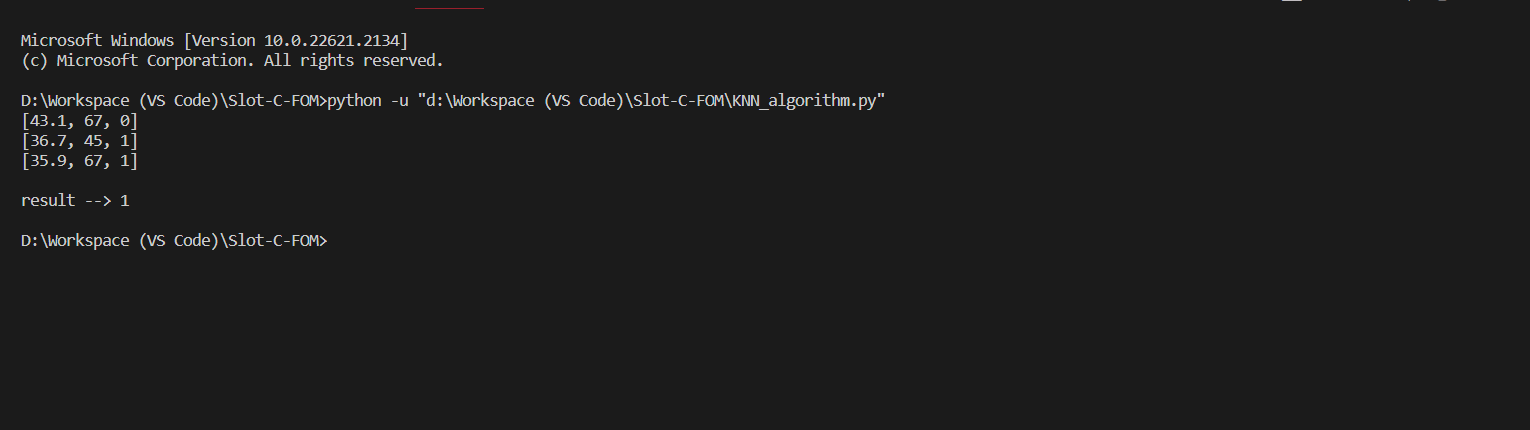 Microsoft Windows [Version 10.0.22621.2134]
(c) Microsoft Corporation. All rights reserved.
D:\Workspace (VS Code)\Slot-C-FOM>python -u "d:\Workspace (VS Code)\Slot-C-FOM\KNN_algorithm.py"
[43.1, 67, 0]
[36.7, 45, 1]
[35.9, 67, 1]
result --> 1
D:\Workspace (VS Code)\Slot-C-FOM>